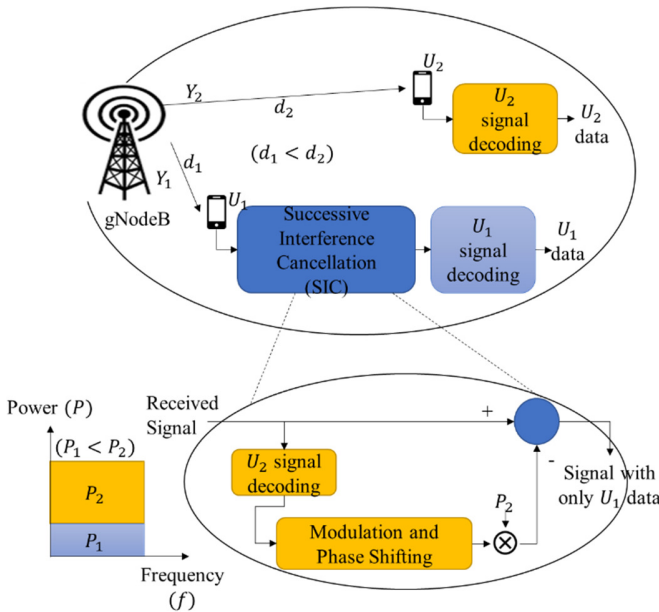 U₂
Y₂
d₂
U₂
signal
decoding
U₂
data
(d₁ < d₂)
d₁
Y₁
gNodeB
U₁
Successive
Interference
Cancellation
(SIC)
U₁
signal
decoding
U₁
data
Power (P)
(P₁ < P₂)
P₂
P₁
Frequency
(f)
Received
Signal
+
-
U₂ signal
decoding
Modulation and
Phase Shifting
P₂
Signal with
only U₁ data